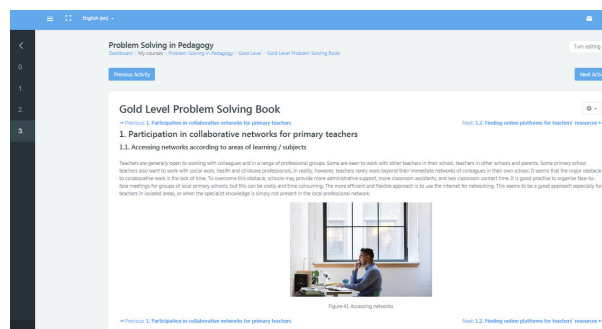 English (en)
Problem Solving in Pedagogy
Dashboard / My courses / Problem Solving in Pedagogy / Gold Level / Gold Level Problem Solving Book
Turn editing
Previous Activity
Next Activ
0.
1.
2.
3.
Gold Level Problem Solving Book
Previous: 1. Participation in collaborative networks for primary teachers
Next: 1.2. Finding online platforms for teachers' resources
1. Participation in collaborative networks for primary teachers
1.1. Accessing networks according to areas of learning / subjects
Teachers are generally open to working with colleagues and in a range of professional groups. Some are keen to work with other teachers in their school, teachers in other schools and parents. Some primary school
teachers also want to work with social work, health and childcare professionals. In reality, however, teachers rarely work beyond their immediate networks of colleagues in their own school. It seems that the major obstacle
to collaborative work is the lack of time. To overcome this obstacle, schools may provide more administrative support, more classroom assistants, and less classroom contact time. It is good practice to organise face-to-
face meetings for groups of local primary schools, but this can be costly and time consuming. The more efficient and flexible approach is to use the internet for networking. This seems to be a good approach especially for
teachers in isolated areas, or when the specialist knowledge is simply not present in the local professional network.
Figure 41 Accessing networks
Previous: 1. Participation in collaborative networks for primary teachers
Next: 1.2. Finding online platforms for teachers' resources